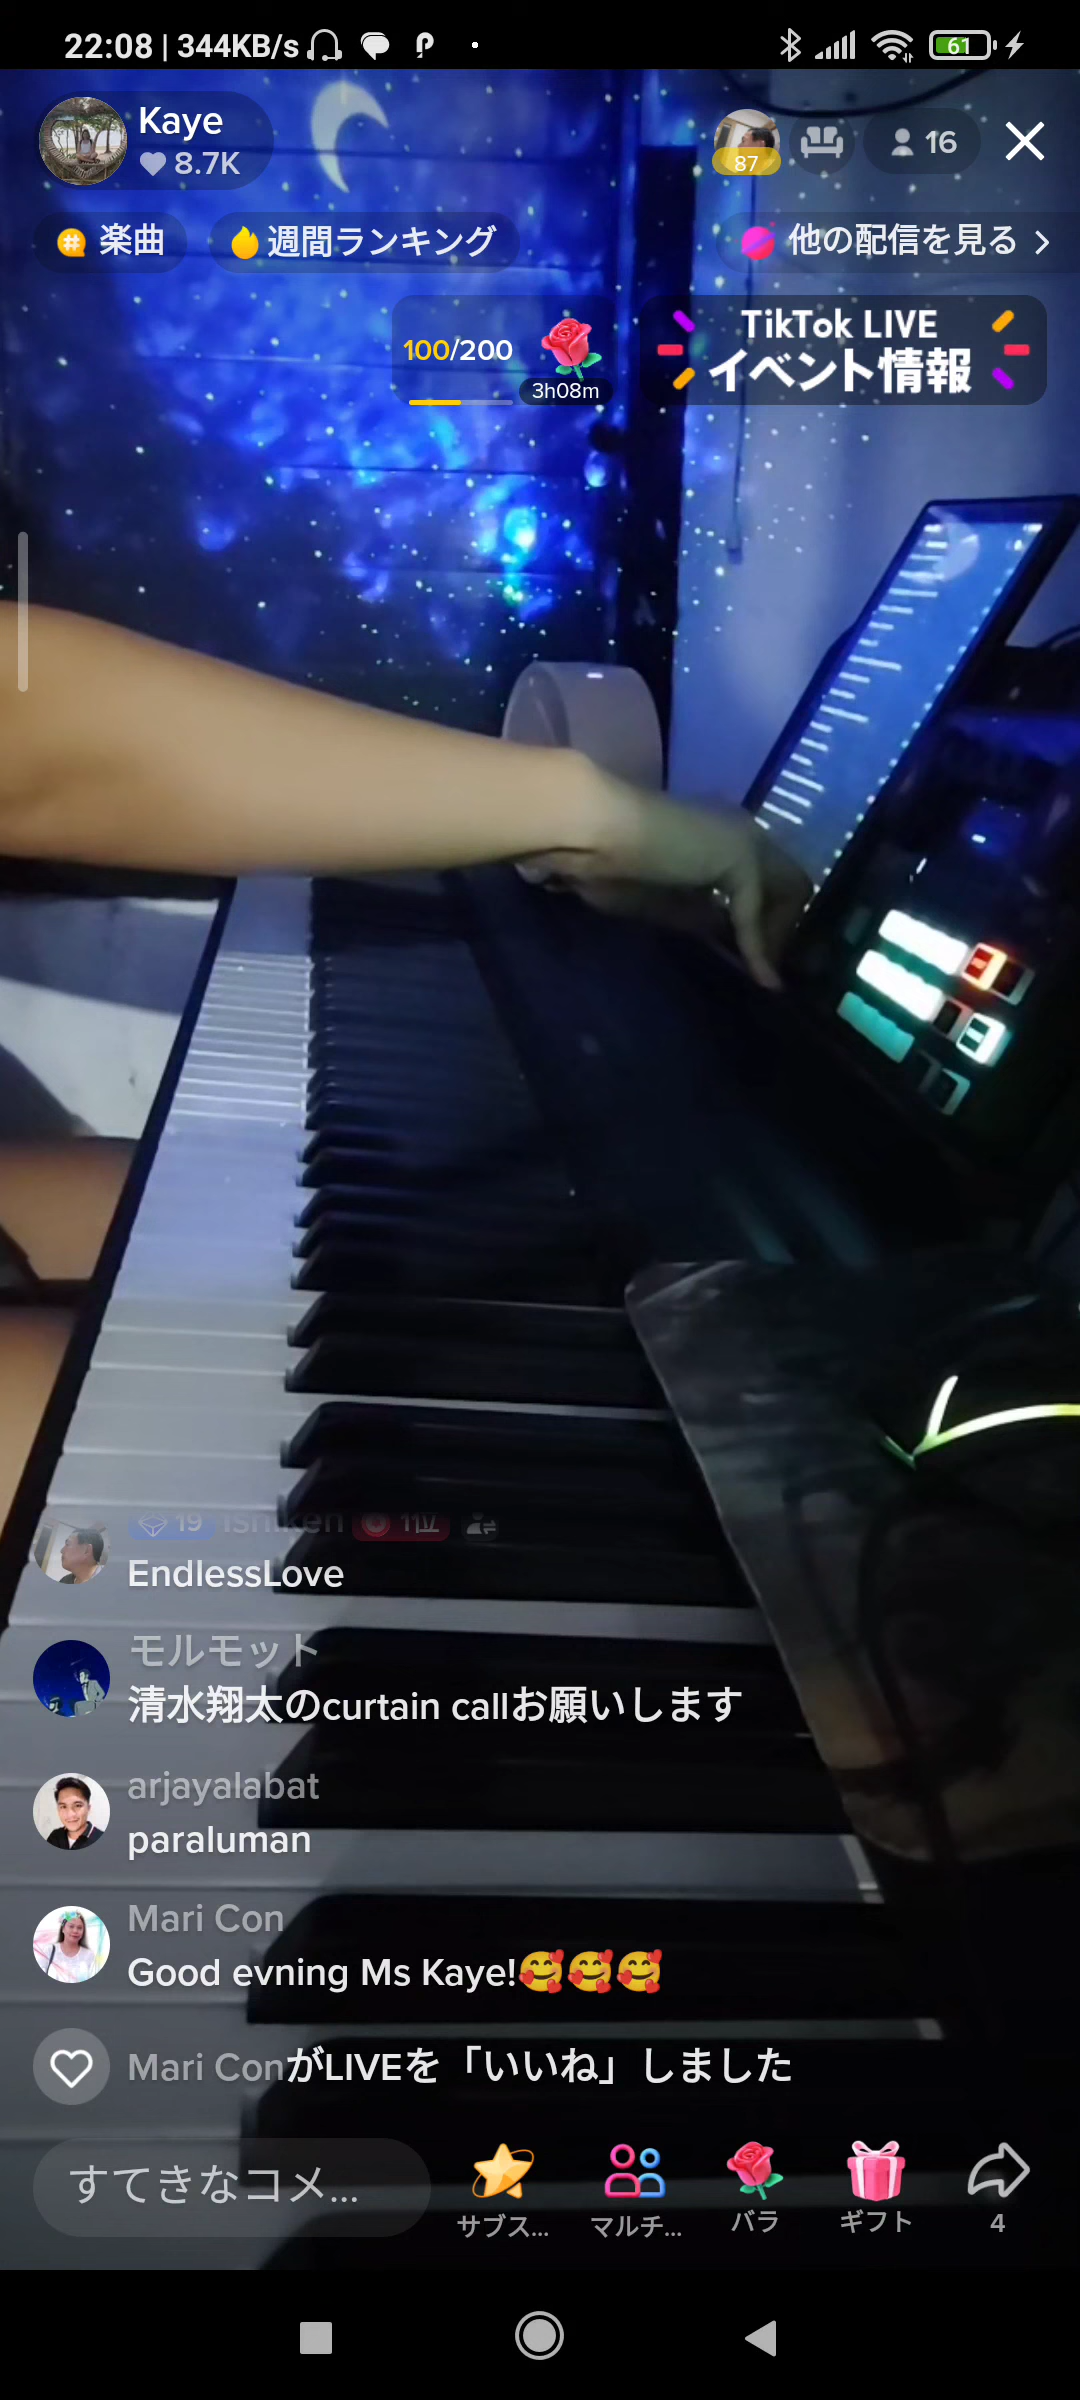 22:08 | 344KB/s
61
Kaye
8.7K
87
16
楽曲
週間ランキング
他の配信を見る
100/200
3h08m
TikTok LIVE
イベント情報
19
1位
EndlessLove
モルモット
清水翔太のcurtain callお願いします
arjayalabat
paraluman
Mari Con
Good evning Ms Kaye!🥰🥰🥰
Mari ConがLIVEを「いいね」しました
すてきなコメ...
サブス...
マルチ...
バラ
ギフト
4